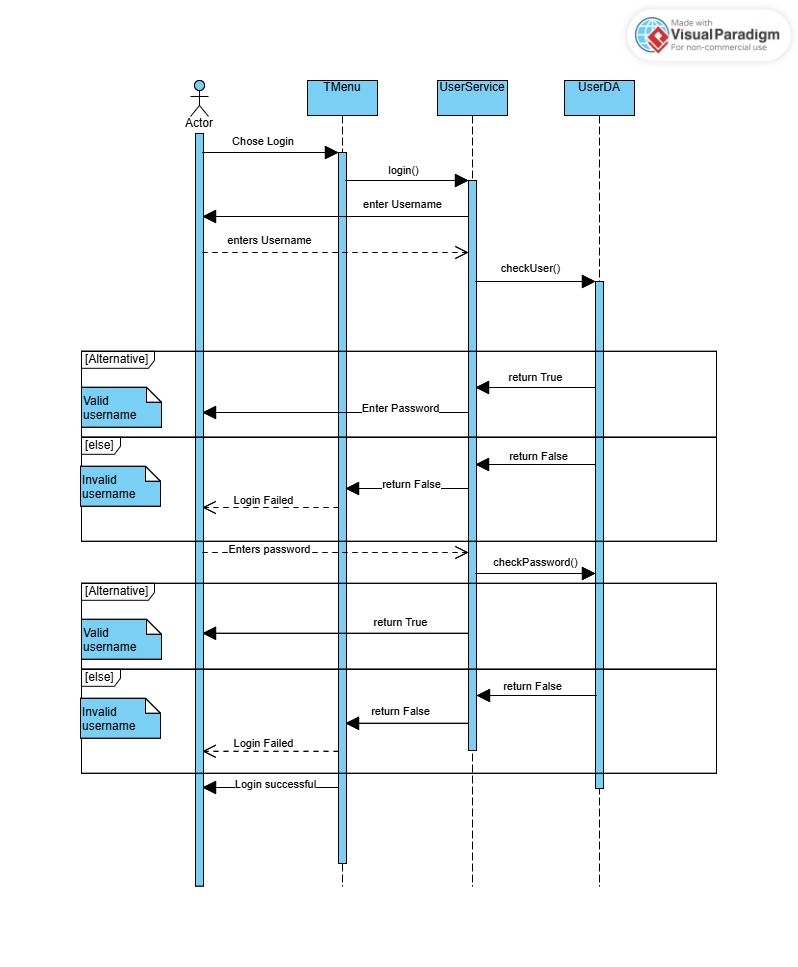 Made with
VisualParadigm
For non-commercial use
TMenu
UserService
UserDA
Actor
Chose Login
login()
enter Username
enters Username
checkUser()
[Alternative]
return True
Valid
username
Enter Password
[else]
return False
Invalid
username
return False
Login Failed
Enters password
checkPassword()
[Alternative]
return True
Valid
username
[else]
return False
Invalid
username
return False
Login Failed
Login successful